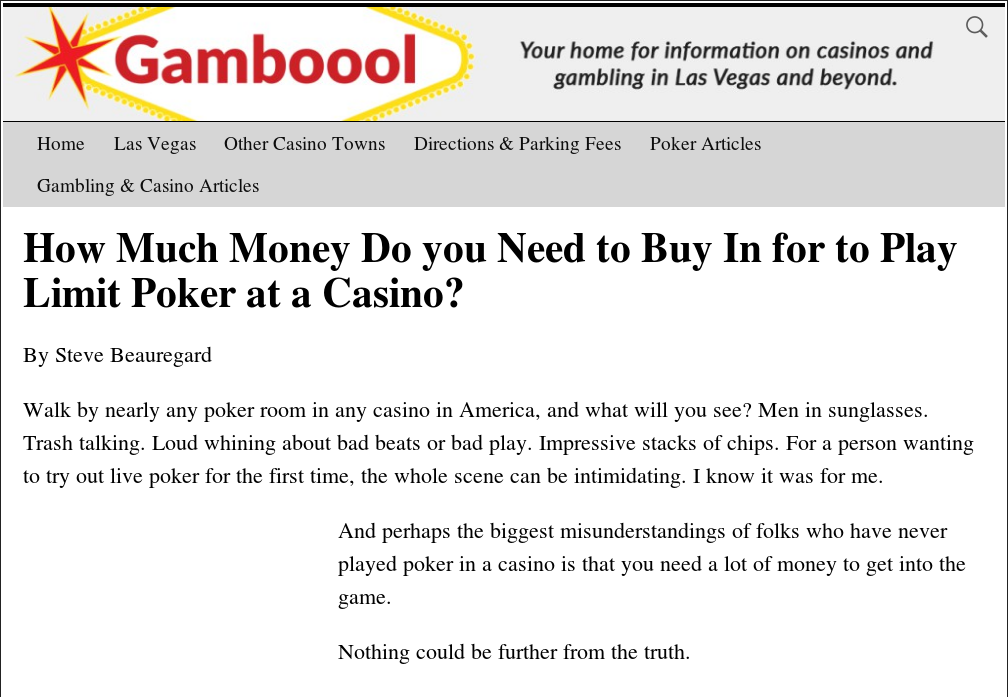 Gamboool
Your home for information on casinos and
gambling in Las Vegas and beyond.
Home Las Vegas Other Casino Towns Directions & Parking Fees Poker Articles
Gambling & Casino Articles
How Much Money Do you Need to Buy In for to Play
Limit Poker at a Casino?
By Steve Beauregard
Walk by nearly any poker room in any casino in America, and what will you see? Men in sunglasses.
Trash talking. Loud whining about bad beats or bad play. Impressive stacks of chips. For a person wanting
to try out live poker for the first time, the whole scene can be intimidating. I know it was for me.
And perhaps the biggest misunderstandings of folks who have never
played poker in a casino is that you need a lot of money to get into the
game.
Nothing could be further from the truth.